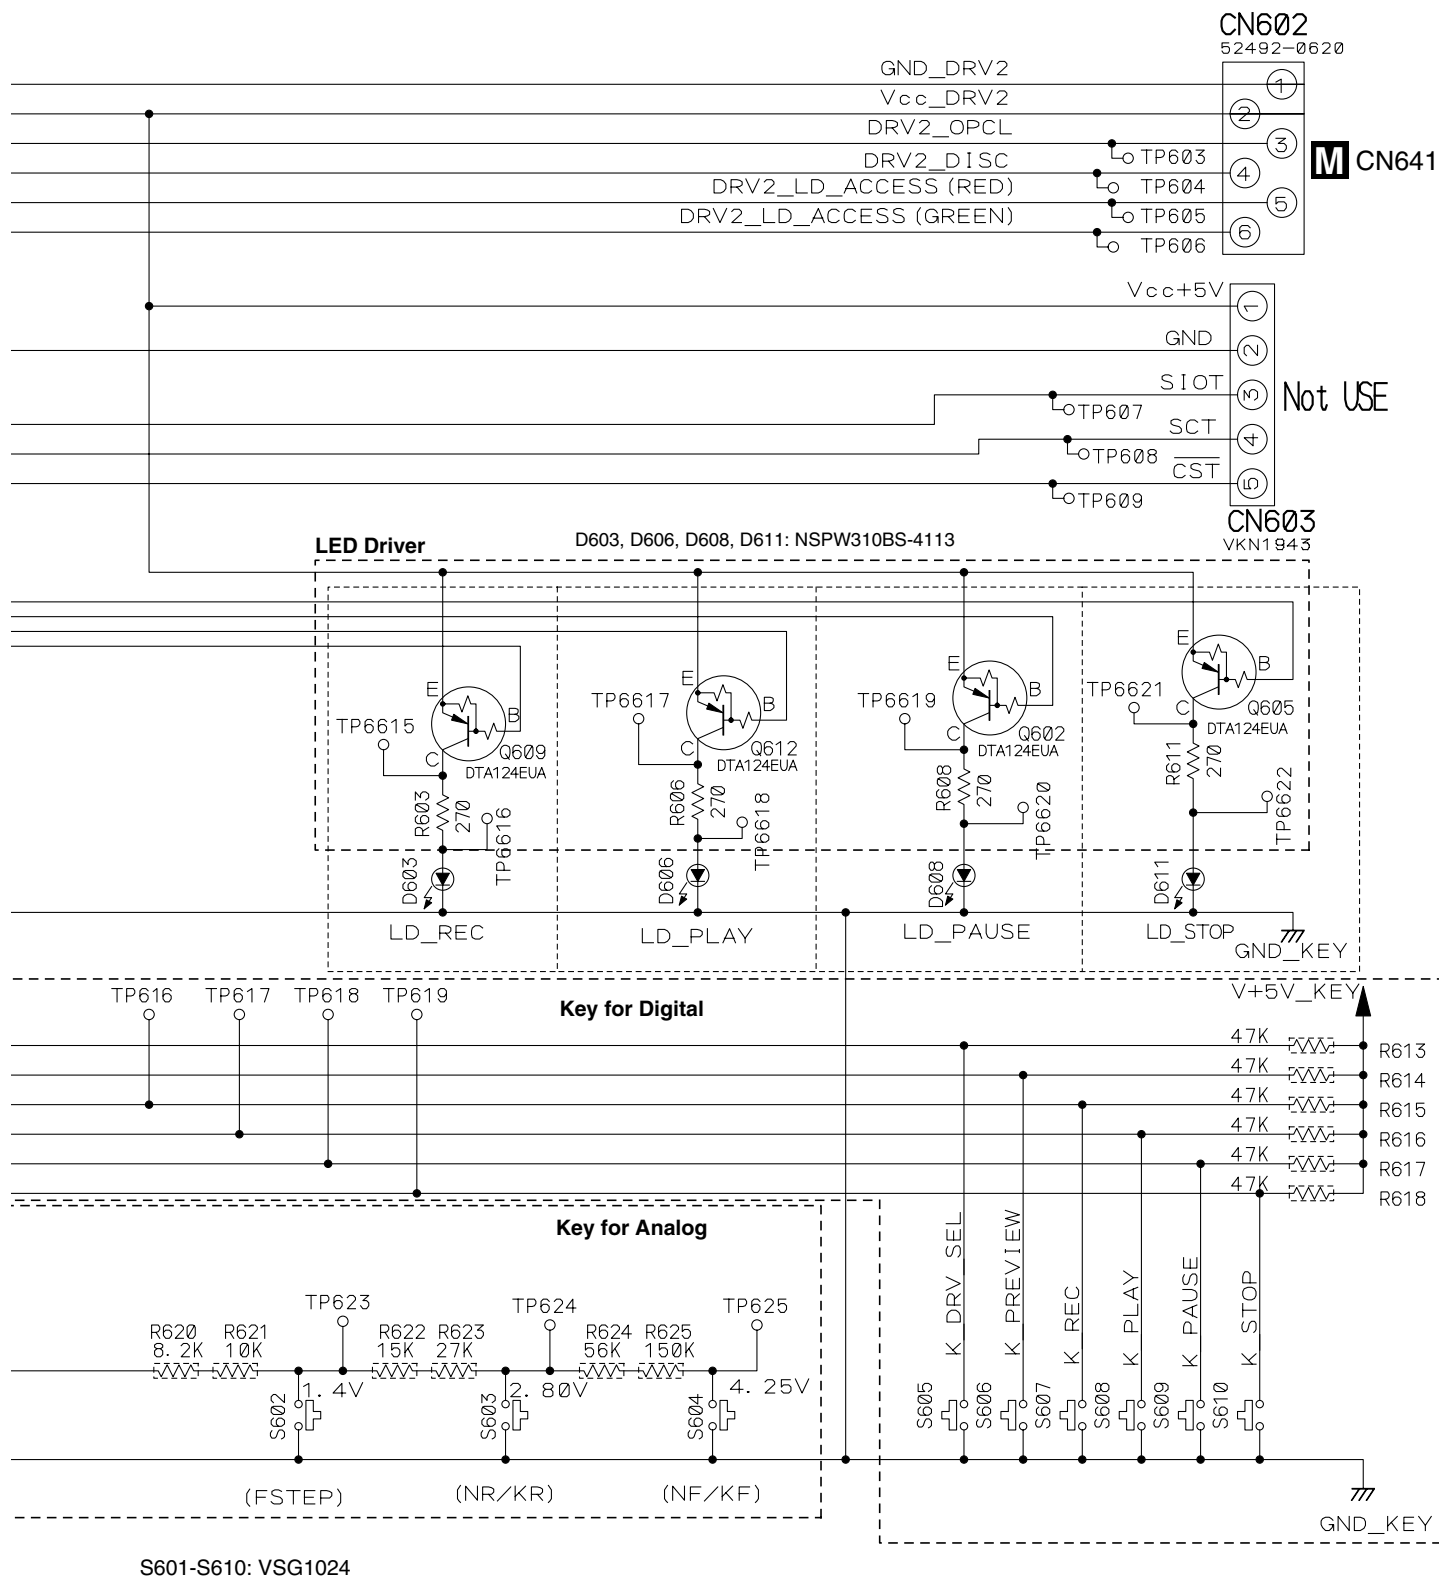 CN602
52492-0620
GND_DRV2
Vcc_DRV2
DRV2_OPCL
DRV2_DISC
DRV2_LD_ACCESS (RED)
DRV2_LD_ACCESS (GREEN)
TP603
TP604
TP605
TP606
1
2
3
4
5
6
M CN641
Vcc+5V
GND
SIOT
SCT
CST
TP607
TP608
TP609
1
2
3
4
5
Not USE
CN603
VKN1943
LED Driver
D603, D606, D608, D611: NSPW310BS-4113
E
B
C
TP6615
Q609
DTA124EUA
R603
270
TP6616
D603
LD_REC
E
B
C
TP6617
Q612
DTA124EUA
R606
270
TP6618
D606
LD_PLAY
E
B
C
TP6619
Q602
DTA124EUA
R608
270
TP6620
D608
LD_PAUSE
E
B
C
TP6621
Q605
DTA124EUA
R611
270
TP6622
D611
LD_STOP
GND_KEY
TP616
TP617
TP618
TP619
Key for Digital
V+5V_KEY
47K R613
47K R614
47K R615
47K R616
47K R617
47K R618
Key for Analog
TP623
TP624
TP625
R620
8.2K
R621
10K
R622
15K
R623
27K
R624
56K
R625
150K
1.4V
2.80V
4.25V
S602
S603
S604
(FSTEP)
(NR/KR)
(NF/KF)
K DRV SEL
K PREVIEW
K REC
K PLAY
K PAUSE
K STOP
S605
S606
S607
S608
S609
S610
GND_KEY
S601-S610: VSG1024